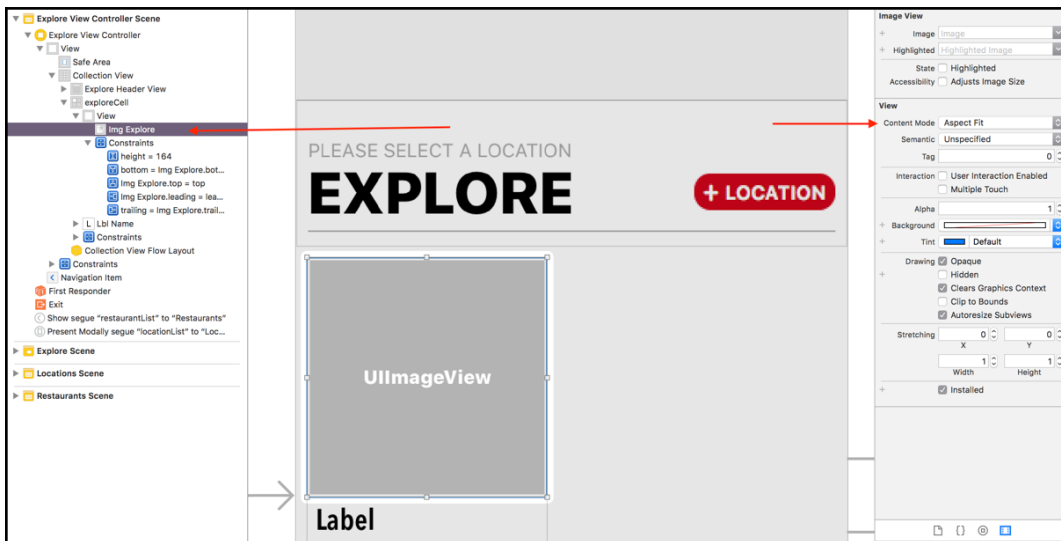 Explore View Controller Scene
Explore View Controller
View
Safe Area
Collection View
Explore Header View
exploreCell
View
Img Explore
Constraints
height = 164
bottom = Img Explore.bot...
Img Explore.top = top
Img Explore.leading = lea...
trailing = Img Explore.trail...
L Lbl Name
Constraints
Collection View Flow Layout
Constraints
Navigation Item
First Responder
Exit
Show segue "restaurantList" to "Restaurants"
Present Modally segue "locationList" to "Loc...
Explore Scene
Locations Scene
Restaurants Scene
PLEASE SELECT A LOCATION
EXPLORE
+ LOCATION
UIImageView
Label
Image View
+ Image Image
+ Highlighted Highlighted Image
State Highlighted
Accessibility Adjusts Image Size
View
Content Mode Aspect Fit
Semantic Unspecified
Tag 0
Interaction User Interaction Enabled
Multiple Touch
Alpha 1
+ Background
+ Tint Default
Drawing Opaque
+ Hidden
Clears Graphics Context
Clip to Bounds
Autoresize Subviews
Stretching 0 0
X Y
1 1
Width Height
+ Installed
{}